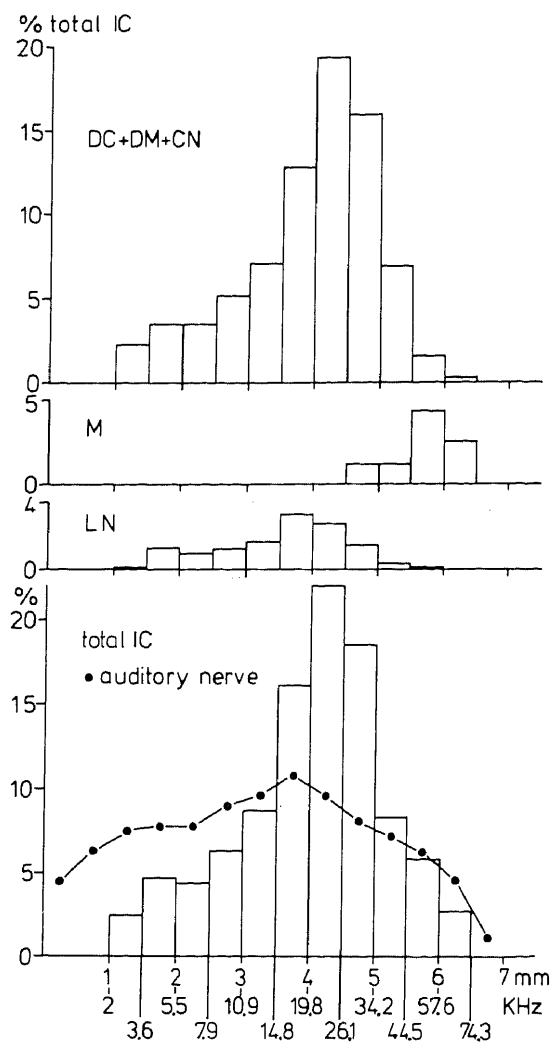 % total IC
20
15
DC+DM+CN
10
5
0
5
M
0
4
LN
0
%
20
total IC
• auditory nerve
15
10
5
0
1 2 3 4 5 6 7 mm
2 5.5 10.9 19.8 34.2 57.6 KHz
3.6 7.9 14.8 26.1 44.5 74.3